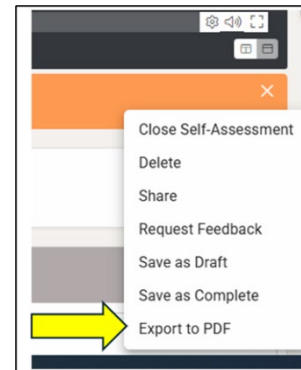 Close Self-Assessment
Delete
Share
Request Feedback
Save as Draft
Save as Complete
Export to PDF